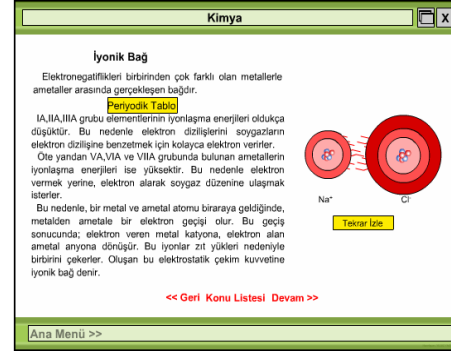 Kimya
X
İyonik Bağ
Elektronegatiflikleri birbirinden çok farklı olan metallerle
ametaller arasında gerçekleşen bağdır.
Periyodik Tablo
IA,IIA,IIIA grubu elementlerinin iyonlaşma enerjileri oldukça
düşüktür. Bu nedenle elektron dizilişlerini soygazların
elektron dizilişine benzetmek için kolayca elektron verirler.
Öte yandan VA,VIA ve VIIA grubunda bulunan ametallerin
iyonlaşma enerjileri ise yüksektir. Bu nedenle elektron
vermek yerine, elektron alarak soygaz düzenine ulaşmak
isterler.
Bu nedenle, bir metal ve ametal atomu biraraya geldiğinde,
metalden ametale bir elektron geçişi olur. Bu geçiş
sonucunda; elektron veren metal katyona, elektron alan
ametal anyona dönüşür. Bu iyonlar zıt yükleri nedeniyle
birbirini çekerler. Oluşan bu elektrostatik çekim kuvvetine
iyonik bağ denir.
Na⁺ Cl⁻
Tekrar İzle
<< Geri Konu Listesi Devam >>
Ana Menü >>